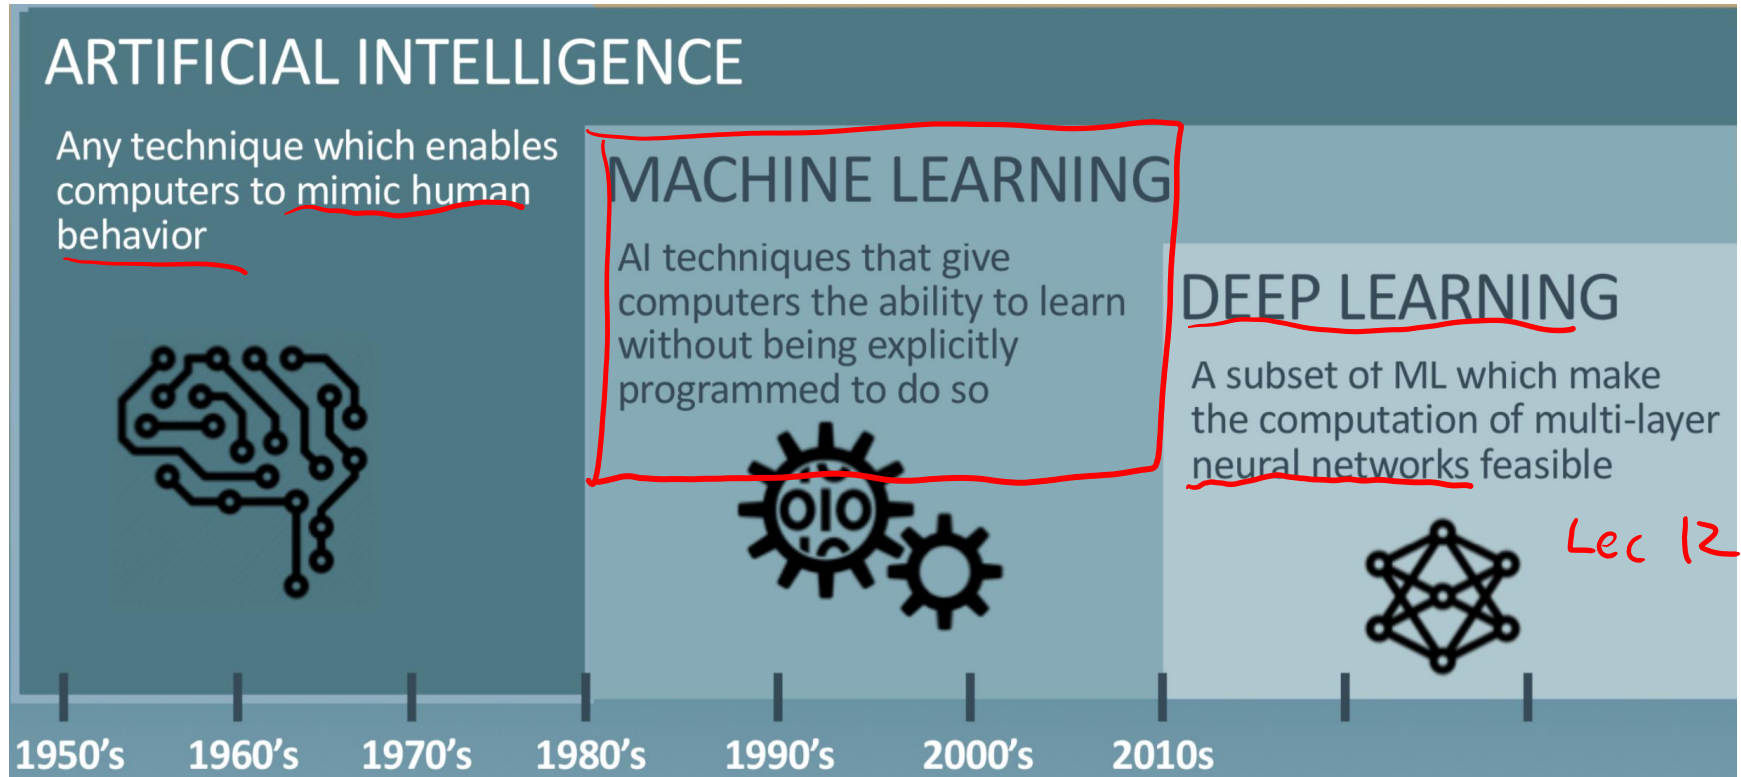 ARTIFICIAL INTELLIGENCE
Any technique which enables
computers to mimic human
behavior
MACHINE LEARNING
AI techniques that give
computers the ability to learn
without being explicitly
programmed to do so
OIO
DEEP LEARNING
A subset of ML which make
the computation of multi-layer
neural networks feasible
Lec 12
1950's 1960's 1970's 1980's 1990's 2000's 2010s